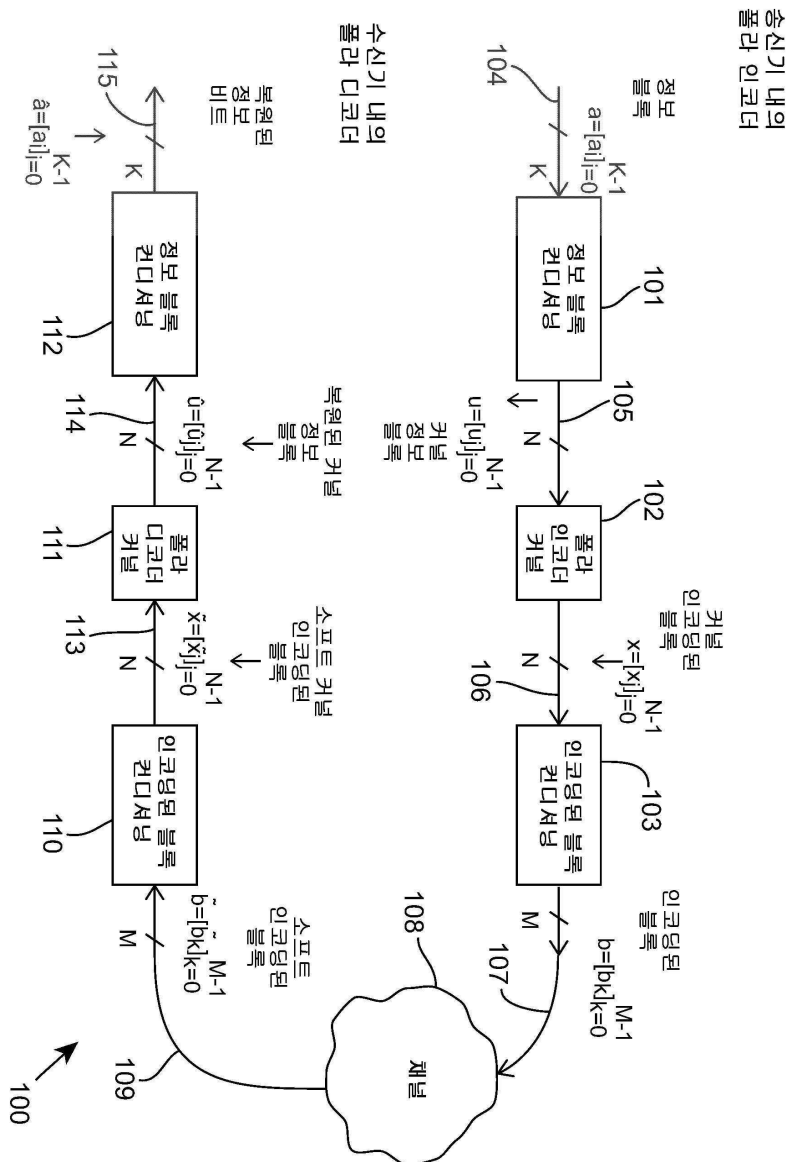 송신기 내의
폴라 인코더
정보
블록
104
a=[ai]
K-1
i=0
K
정보 블록
컨디셔닝
101
105
N
u=[uj]
N-1
j=0
커널
정보
블록
폴라
인코더
커널
102
커널
인코딩된
블록
x=[xj]
N-1
j=0
N
106
인코딩된 블록
컨디셔닝
103
인코딩된
블록
M
b=[bk]
M-1
k=0
107
108
채널
수신기 내의
폴라 디코더
복원된
정보
비트
115
â=[ai]
K-1
i=0
K
정보 블록
컨디셔닝
112
복원된 커널
정보
블록
114
û=[ûj]
N-1
j=0
N
폴라
디코더
커널
111
소프트 커널
인코딩된
블록
113
x̃=[x̃j]
N-1
j=0
N
인코딩된 블록
컨디셔닝
110
소프트
인코딩된
블록
b̃=[b̃k]
M-1
k=0
M
109
100